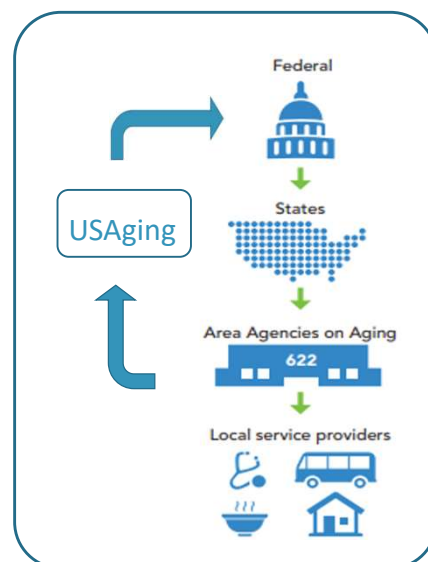 Federal
States
USAging
Area Agencies on Aging
622
Local service providers